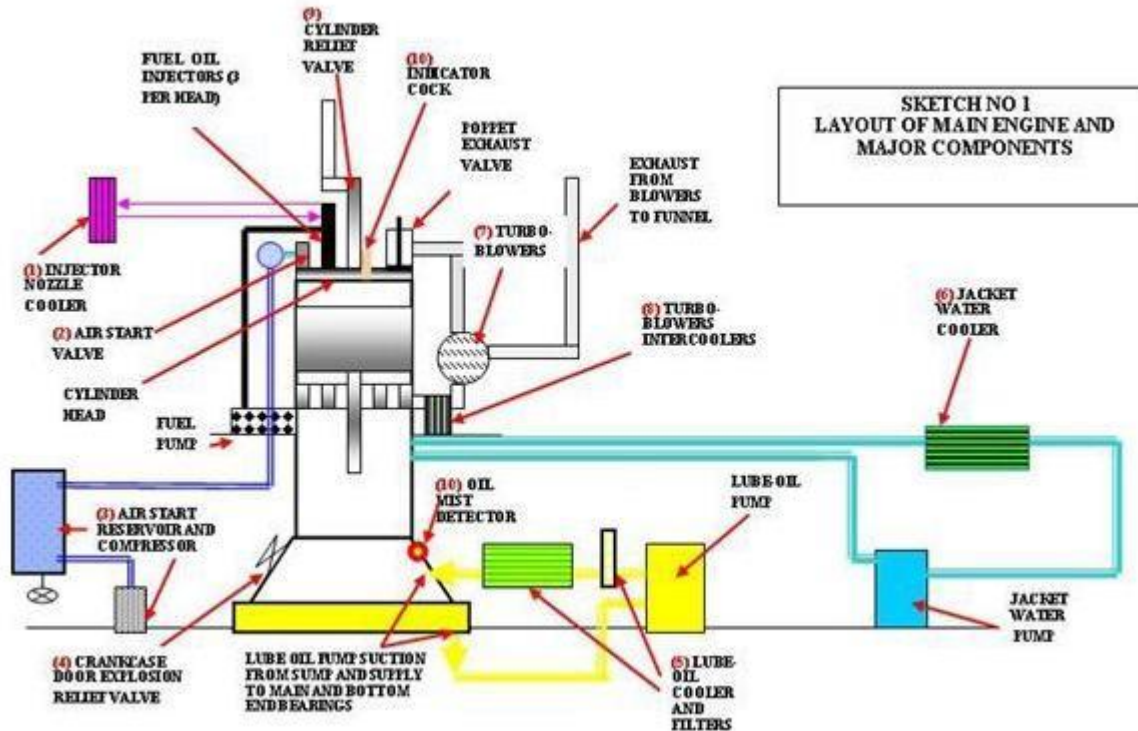 (9)
CYLINDER
RELIEF
VALVE
FUEL OIL
INJECTORS (3
PER HEAD)
(10)
INDICATOR
COCK
POPPET
EXHAUST
VALVE
EXHAUST
FROM
BLOWERS
TO FUNNEL
SKETCH NO 1
LAYOUT OF MAIN ENGINE AND
MAJOR COMPONENTS
(1) INJECTOR
NOZZLE
COOLER
(7) TURBO-
BLOWERS
(2) AIR START
VALVE
(8) TURBO-
BLOWERS
INTERCOOLERS
(6) JACKET
WATER
COOLER
CYLINDER
HEAD
FUEL
PUMP
(3) AIR START
RESERVOIR AND
COMPRESSOR
(10) OIL
MIST
DETECTOR
LUBE-OIL
PUMP
JACKET
WATER
PUMP
(4) CRANKCASE
DOOR EXPLOSION
RELIEF VALVE
LUBE OIL PUMP SUCTION
FROM SUMP AND SUPPLY
TO MAIN AND BOTTOM
END BEARINGS
(5) LUBE-
OIL
COOLER
AND
FILTERS